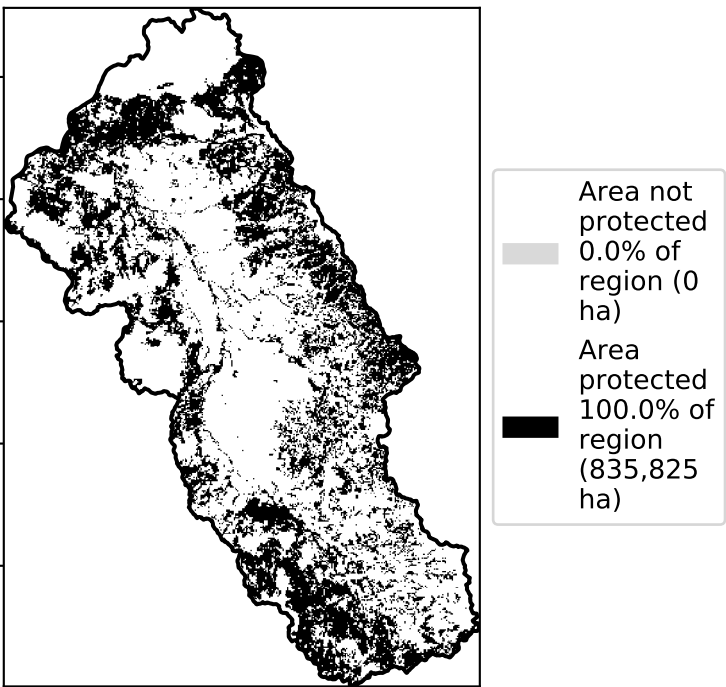 Area not
protected
0.0% of
region (0
ha)
Area
protected
100.0% of
region
(835,825
ha)